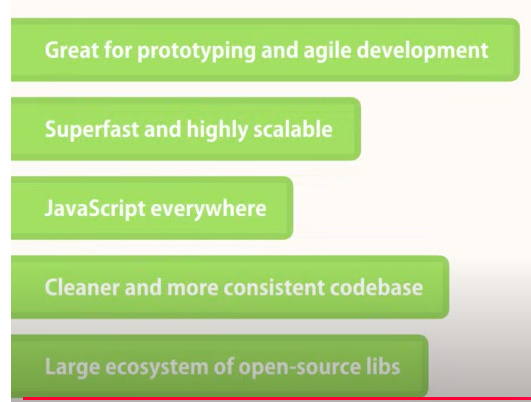 Great for prototyping and agile development
Superfast and highly scalable
JavaScript everywhere
Cleaner and more consistent codebase
Large ecosystem of open-source libs